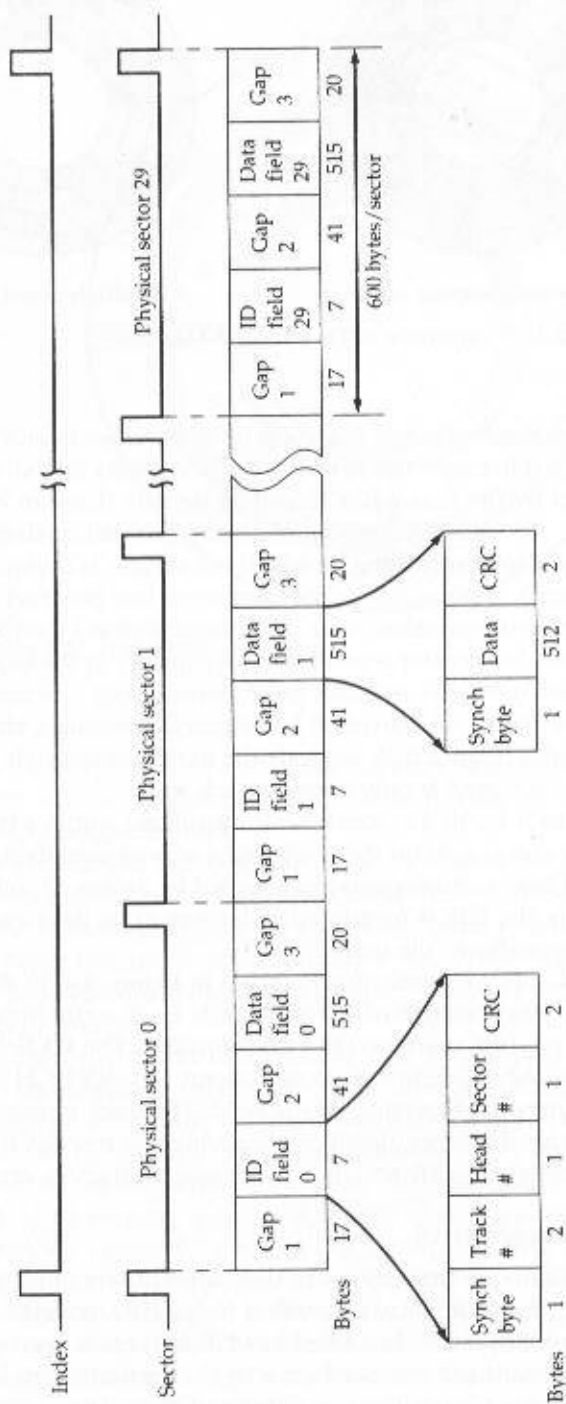 Index
Sector
Physical sector 0
Physical sector 1
Physical sector 29
Gap 1
ID field 0
Gap 2
Data field 0
Gap 3
Gap 1
ID field 1
Gap 2
Data field 1
Gap 3
Gap 1
ID field 29
Gap 2
Data field 29
Gap 3
Bytes
17
7
41
515
20
17
7
41
515
20
17
7
41
515
20
600 bytes/sector
Synch byte
Track #
Head #
Sector #
CRC
Synch byte
Data
CRC
Bytes
1
2
1
1
2
1
512
2